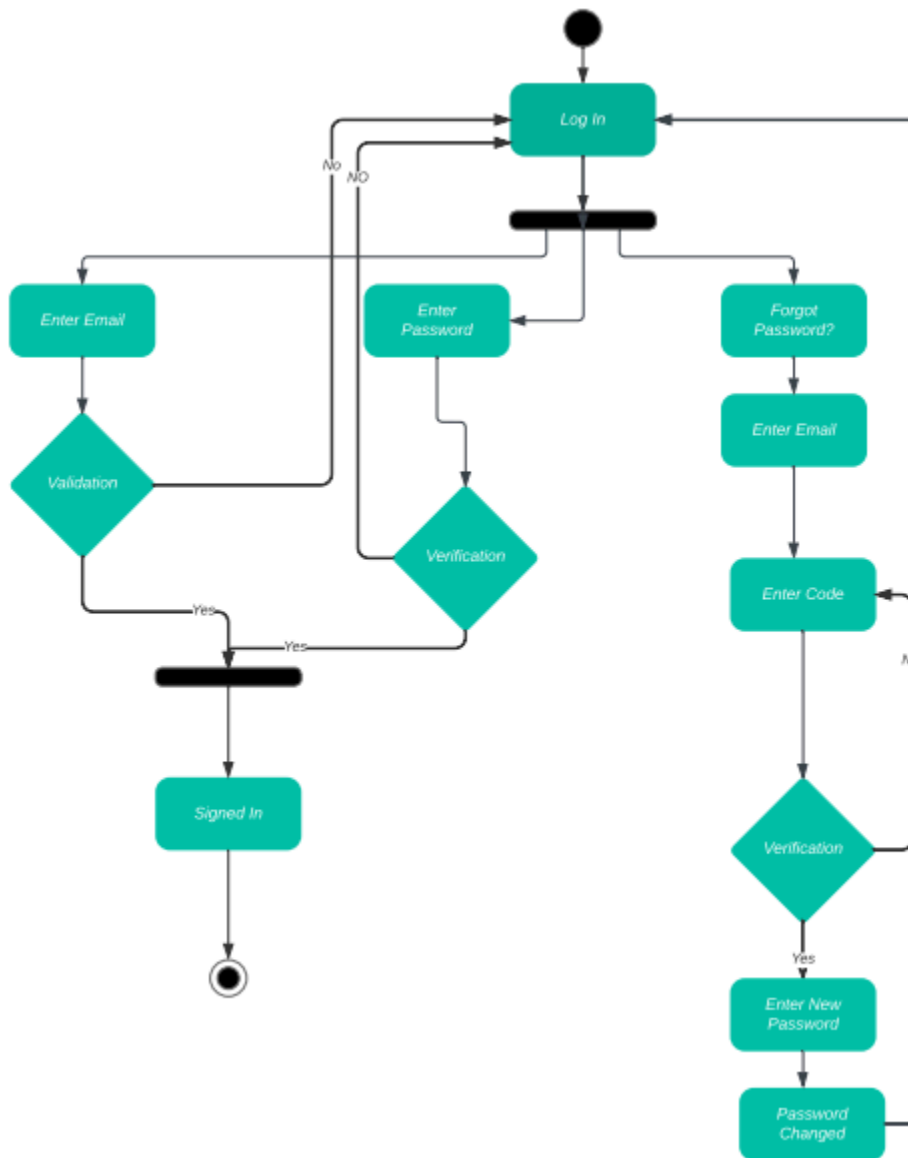 Log In
No
NO
Enter Email
Enter
Password
Forgot
Password?
Enter Email
Validation
Verification
Enter Code
Yes
Yes
Signed In
Verification
Yes
Enter New
Password
Password
Changed